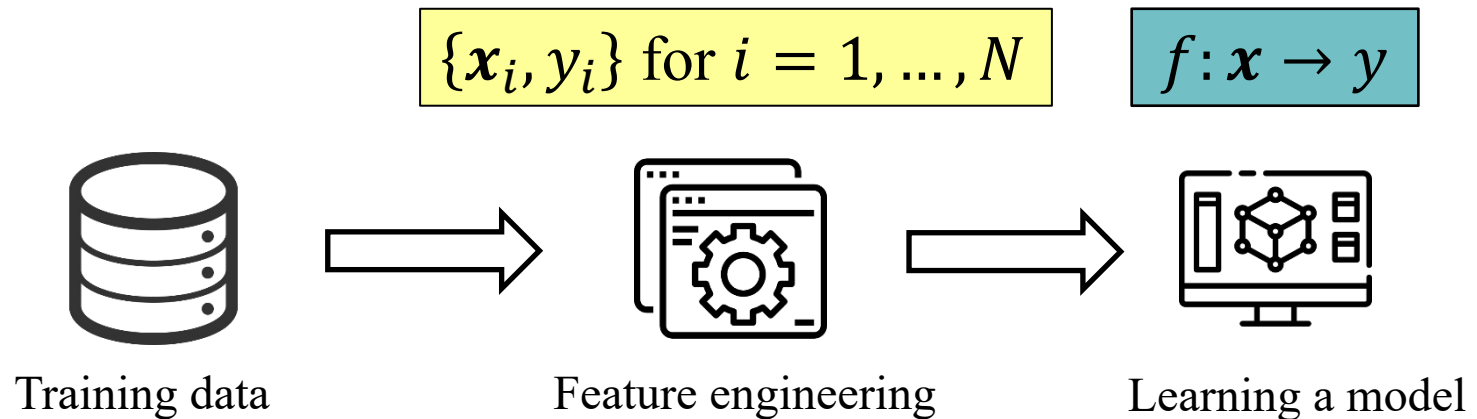 {𝒙ᵢ, yᵢ} for i = 1, … , N
f: 𝒙 → y
Training data
Feature engineering
Learning a model